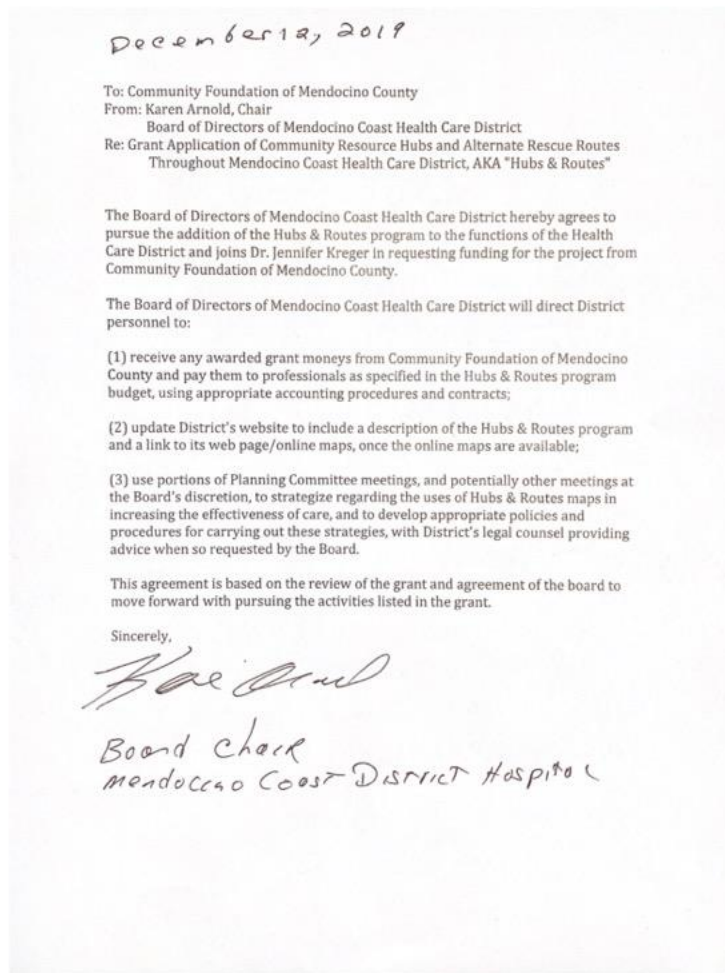 December 12, 2019
To: Community Foundation of Mendocino County
From: Karen Arnold, Chair
Board of Directors of Mendocino Coast Health Care District
Re: Grant Application of Community Resource Hubs and Alternate Rescue Routes
Throughout Mendocino Coast Health Care District, AKA "Hubs & Routes"
The Board of Directors of Mendocino Coast Health Care District hereby agrees to
pursue the addition of the Hubs & Routes program to the functions of the Health
Care District and joins Dr. Jennifer Kreger in requesting funding for the project from
Community Foundation of Mendocino County.
The Board of Directors of Mendocino Coast Health Care District will direct District
personnel to:
(1) receive any awarded grant moneys from Community Foundation of Mendocino
County and pay them to professionals as specified in the Hubs & Routes program
budget, using appropriate accounting procedures and contracts;
(2) update District's website to include a description of the Hubs & Routes program
and a link to its web page/online maps, once the online maps are available;
(3) use portions of Planning Committee meetings, and potentially other meetings at
the Board's discretion, to strategize regarding the uses of Hubs & Routes maps in
increasing the effectiveness of care, and to develop appropriate policies and
procedures for carrying out these strategies, with District's legal counsel providing
advice when so requested by the Board.
This agreement is based on the review of the grant and agreement of the board to
move forward with pursuing the activities listed in the grant.
Sincerely,
Board Chair
Mendocino Coast District Hospital